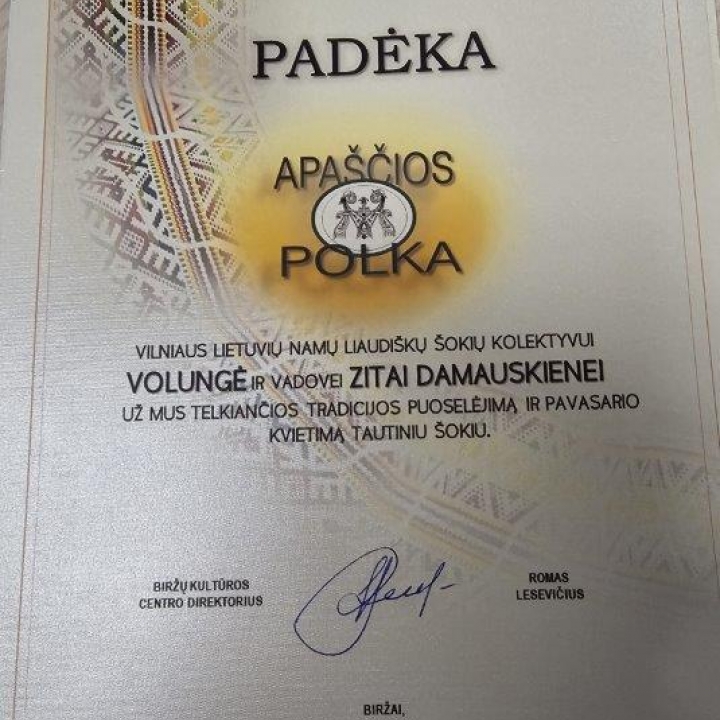 PADĖKA
APAŠČIOS
POLKA
VILNIAUS LIETUVIŲ NAMŲ LIAUDIŠKŲ ŠOKIŲ KOLEKTYVUI
VOLUNGĖ IR VADOVEI ZITAI DAMAUSKIENEI
UŽ MUS TELKIANČIOS TRADICIJOS PUOSELĖJIMĄ IR PAVASARIO
KVIETIMĄ TAUTINIU ŠOKIU.
BIRŽŲ KULTŪROS
CENTRO DIREKTORIUS
ROMAS
LESEVIČIUS
BIRŽAI,